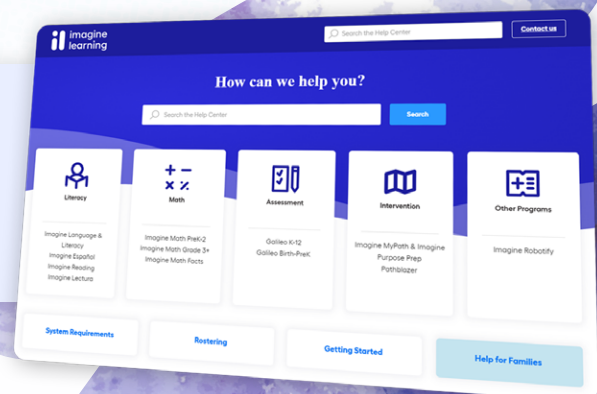 imagine
learning
Search the Help Center
Contact us
How can we help you?
Search the Help Center
Search
Literacy
Imagine Language &
Literacy
Imagine Español
Imagine Reading
Imagine Lectura
Math
Imagine Math PreK-2
Imagine Math Grade 3+
Imagine Math Facts
Assessment
Galileo K-12
Galileo Birth-PreK
Intervention
Imagine MyPath & Imagine
Purpose Prep
Pathblazer
Other Programs
Imagine Robotify
System Requirements
Rostering
Getting Started
Help for Families